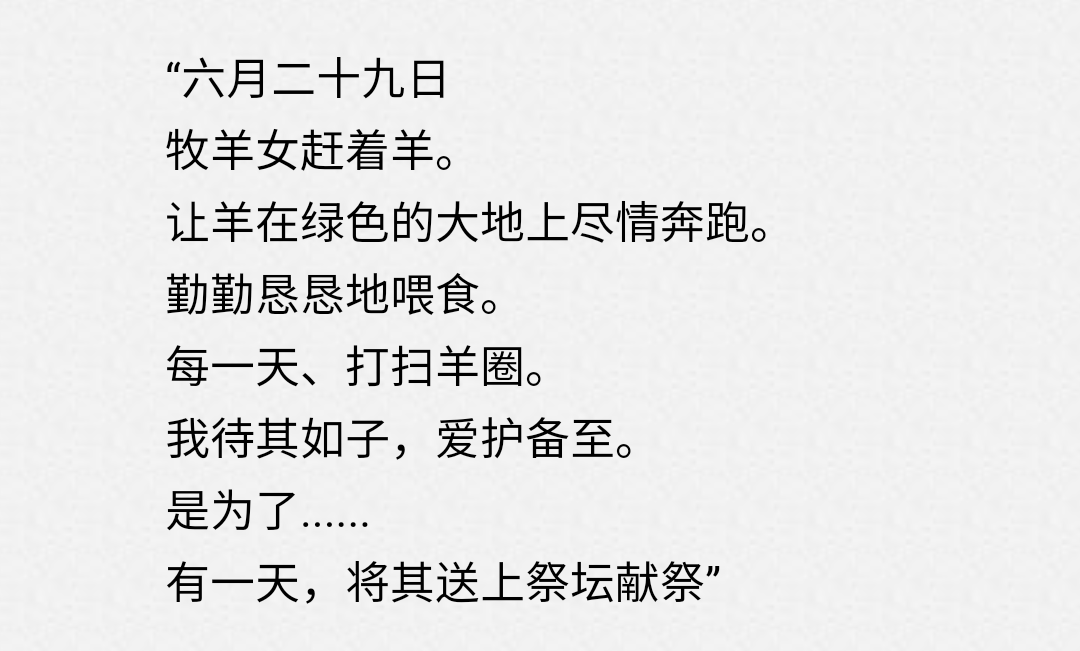 “六月二十九日
牧羊女赶着羊。
让羊在绿色的大地上尽情奔跑。
勤勤恳恳地喂食。
每一天、打扫羊圈。
我待其如子，爱护备至。
是为了……
有一天，将其送上祭坛献祭”